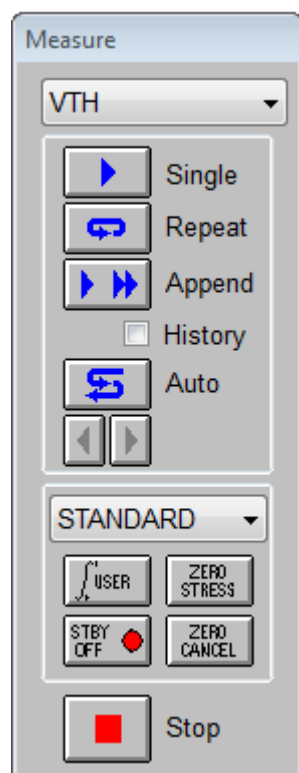 Measure
VTH
Single
Repeat
Append
History
Auto
STANDARD
USER
ZERO
STRESS
STBY
OFF
ZERO
CANCEL
Stop